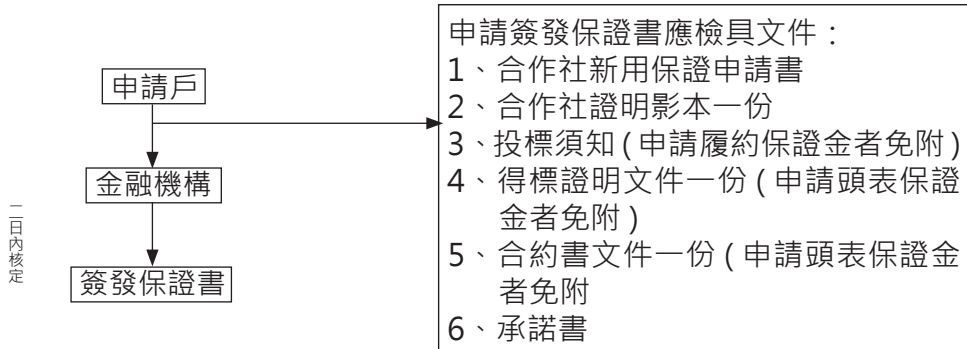 申請戶
金融機構
簽發保證書
二日內核定
申請簽發保證書應檢具文件：
1、合作社新用保證申請書
2、合作社證明影本一份
3、投標須知(申請履約保證金者免附)
4、得標證明文件一份(申請頭表保證
金者免附)
5、合約書文件一份(申請頭表保證金
者免附
6、承諾書